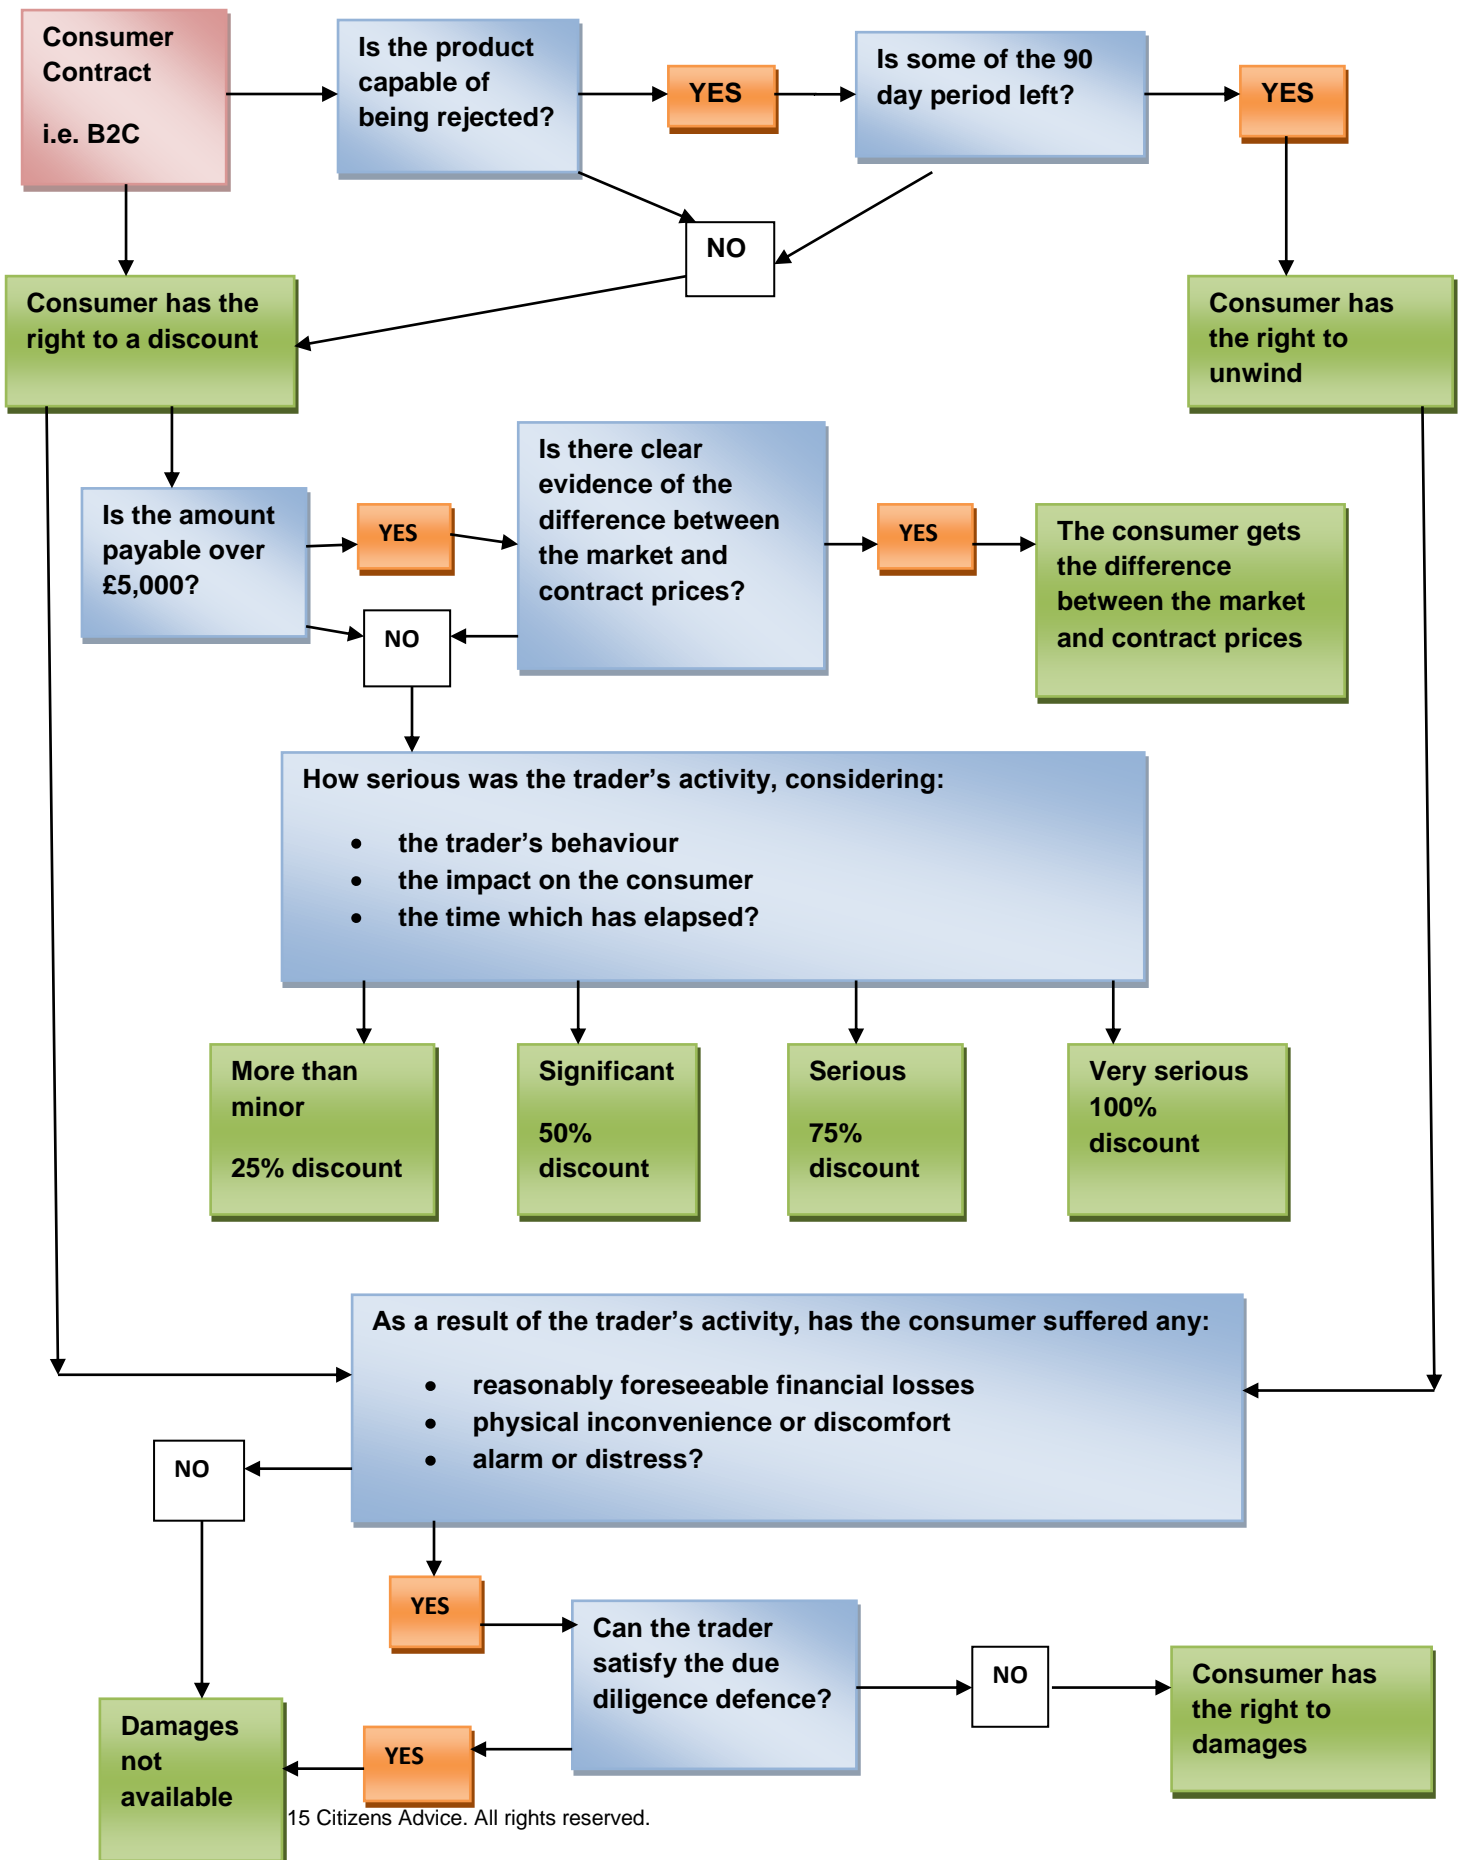 Consumer
Contract
i.e. B2C
Is the product
capable of
being rejected?
YES
Is some of the 90
day period left?
YES
NO
Consumer has the
right to a discount
Consumer has
the right to
unwind
Is the amount
payable over
£5,000?
YES
Is there clear
evidence of the
difference between
the market and
contract prices?
YES
The consumer gets
the difference
between the market
and contract prices
NO
How serious was the trader’s activity, considering:
• the trader’s behaviour
• the impact on the consumer
• the time which has elapsed?
More than
minor
25% discount
Significant
50%
discount
Serious
75%
discount
Very serious
100%
discount
As a result of the trader’s activity, has the consumer suffered any:
• reasonably foreseeable financial losses
• physical inconvenience or discomfort
• alarm or distress?
NO
YES
Can the trader
satisfy the due
diligence defence?
NO
Consumer has
the right to
damages
YES
Damages
not
available
15 Citizens Advice. All rights reserved.